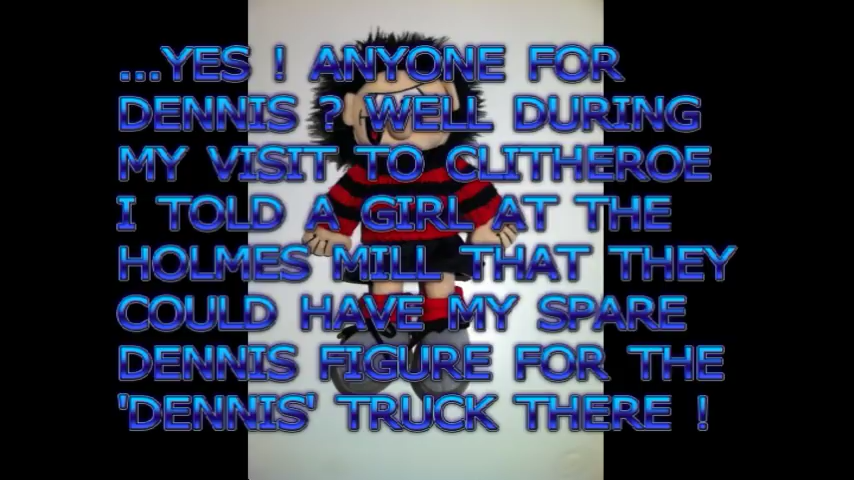 ...YES ! ANYONE FOR
DENNIS ? WELL DURING
MY VISIT TO CLITHEROE
I TOLD A GIRL AT THE
HOLMES MILL THAT THEY
COULD HAVE MY SPARE
DENNIS FIGURE FOR THE
'DENNIS' TRUCK THERE !